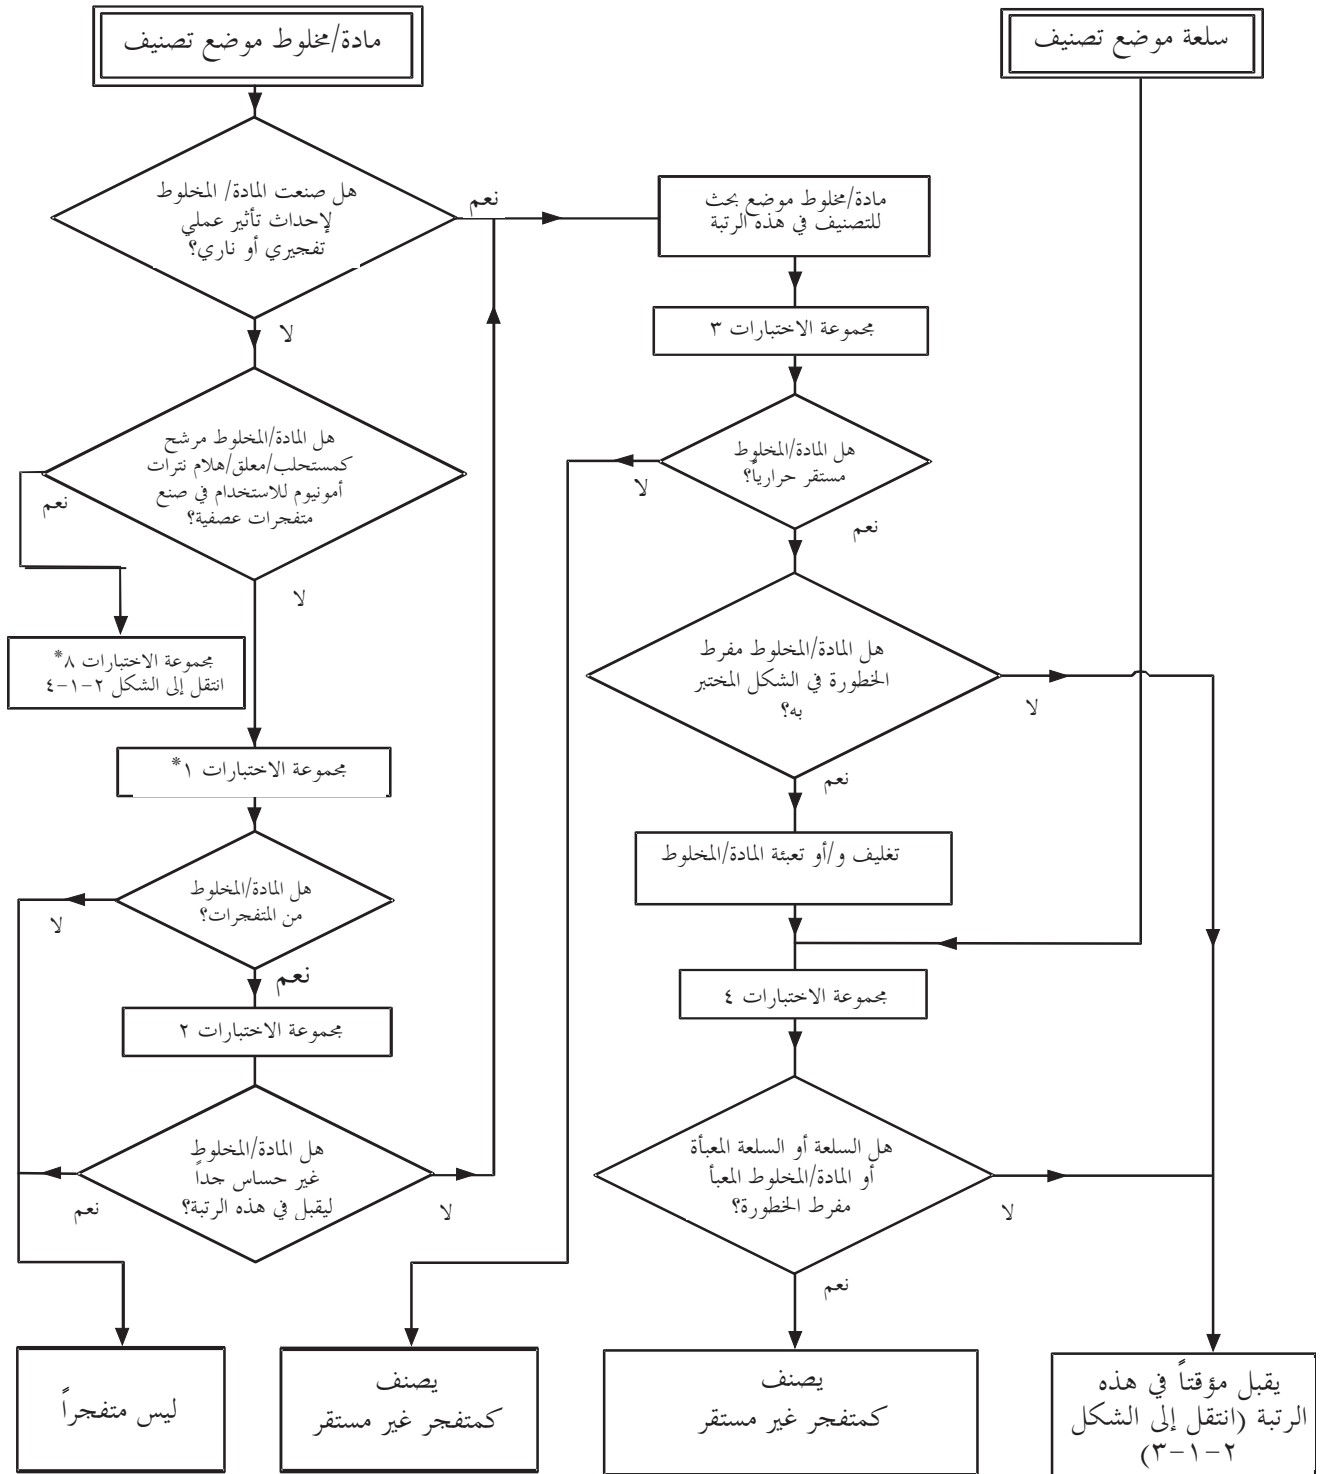 مادة/مخلوط موضع تصنيف
سلعة موضع تصنيف
هل صنعت المادة/ المخلوط
لإحداث تأثير عملي
تفجيري أو ناري؟
نعم
مادة/مخلوط موضع بحث
للتصنيف في هذه الرتبة
لا
مجموعة الاختبارات ٣
هل المادة/المخلوط مرشح
كمستحلب/معلق/هلام نترات
أمونيوم للاستخدام في صنع
متفجرات عصفية؟
نعم
لا
هل المادة/المخلوط
مستقر حرارياً؟
لا
نعم
مجموعة الاختبارات ٨*
انتقل إلى الشكل ٢-١-٤
هل المادة/المخلوط مفرط
الخطورة في الشكل المختبر
به؟
لا
نعم
مجموعة الاختبارات ١*
تغليف و/أو تعبئة المادة/المخلوط
هل المادة/المخلوط
من المتفجرات؟
لا
نعم
مجموعة الاختبارات ٤
مجموعة الاختبارات ٢
هل المادة/المخلوط
غير حساس جداً
ليقبل في هذه الرتبة؟
نعم
لا
هل السلعة أو السلعة المعبأة
أو المادة/المخلوط المعبأ
مفرط الخطورة؟
لا
نعم
ليس متفجراً
يصنف
كمتفجر غير مستقر
يصنف
كمتفجر غير مستقر
يقبل مؤقتاً في هذه
الرتبة (انتقل إلى الشكل
٢-١-٣)